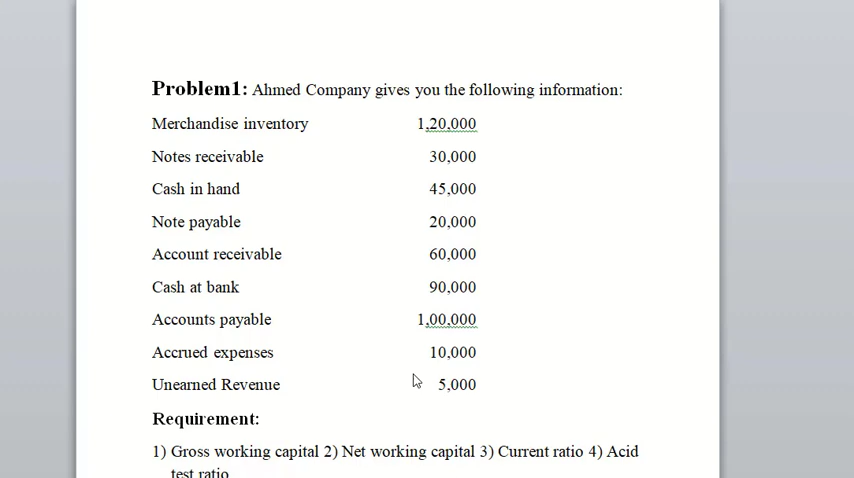 Problem1: Ahmed Company gives you the following information:
Merchandise inventory 1,20,000
Notes receivable 30,000
Cash in hand 45,000
Note payable 20,000
Account receivable 60,000
Cash at bank 90,000
Accounts payable 1,00,000
Accrued expenses 10,000
Unearned Revenue 5,000
Requirement:
1) Gross working capital 2) Net working capital 3) Current ratio 4) Acid
test ratio